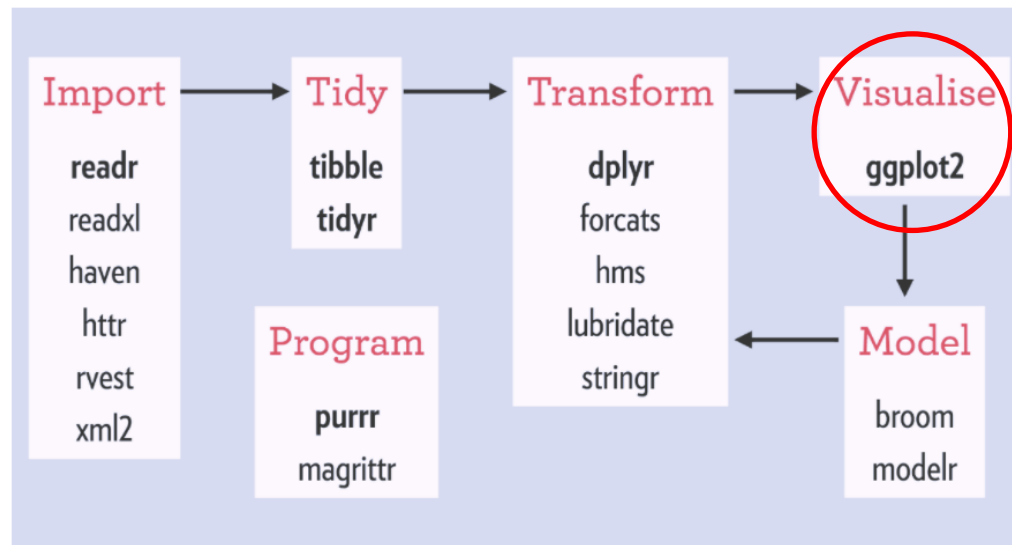 Import
readr
readxl
haven
httr
rvest
xml2
Tidy
tibble
tidyr
Program
purrr
magrittr
Transform
dplyr
forcats
hms
lubridate
stringr
Visualise
ggplot2
Model
broom
modelr